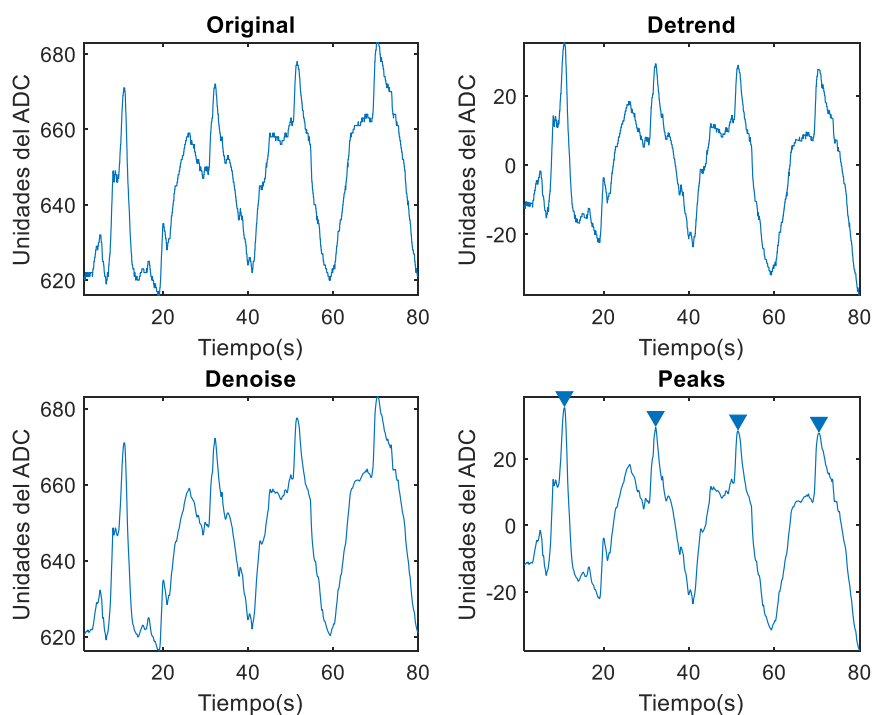 Original
Unidades del ADC
680
660
640
620
20 40 60 80
Tiempo(s)
Detrend
Unidades del ADC
20
0
-20
20 40 60 80
Tiempo(s)
Denoise
Unidades del ADC
680
660
640
620
20 40 60 80
Tiempo(s)
Peaks
Unidades del ADC
20
0
-20
20 40 60 80
Tiempo(s)